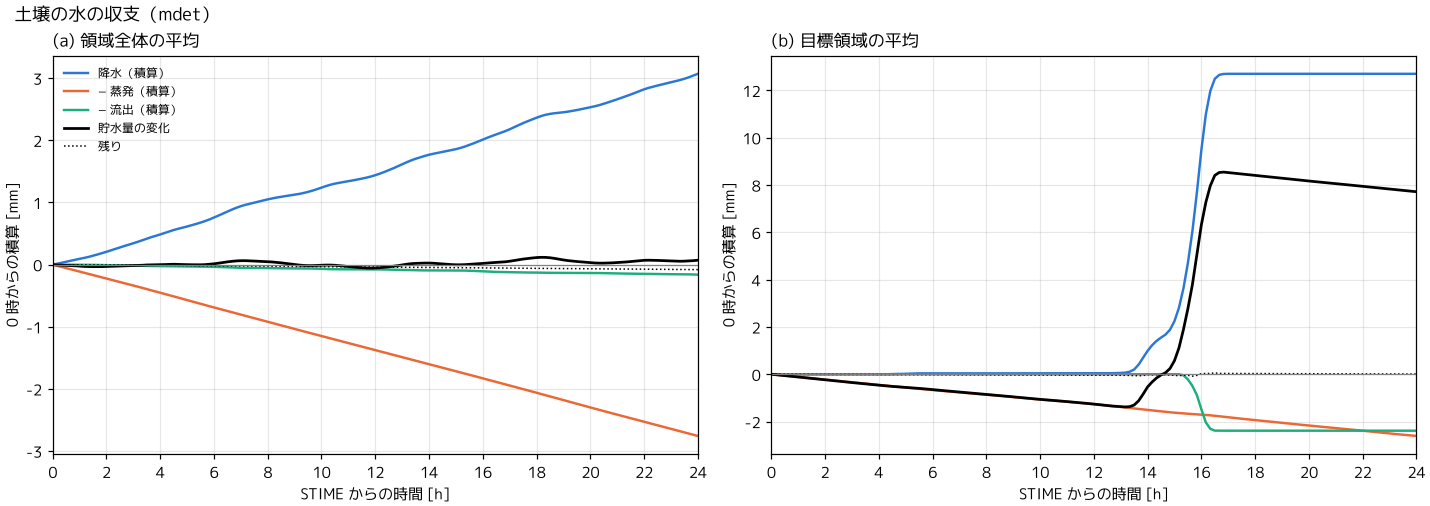 土壌の水の収支 (mdet)
(a) 領域全体の平均
降水（積算）
− 蒸発（積算）
− 流出（積算）
貯水量の変化
残り
0 時からの積算 [mm]
3
2
1
0
-1
-2
-3
0 2 4 6 8 10 12 14 16 18 20 22 24
STIME からの時間 [h]
(b) 目標領域の平均
0 時からの積算 [mm]
12
10
8
6
4
2
0
-2
0 2 4 6 8 10 12 14 16 18 20 22 24
STIME からの時間 [h]